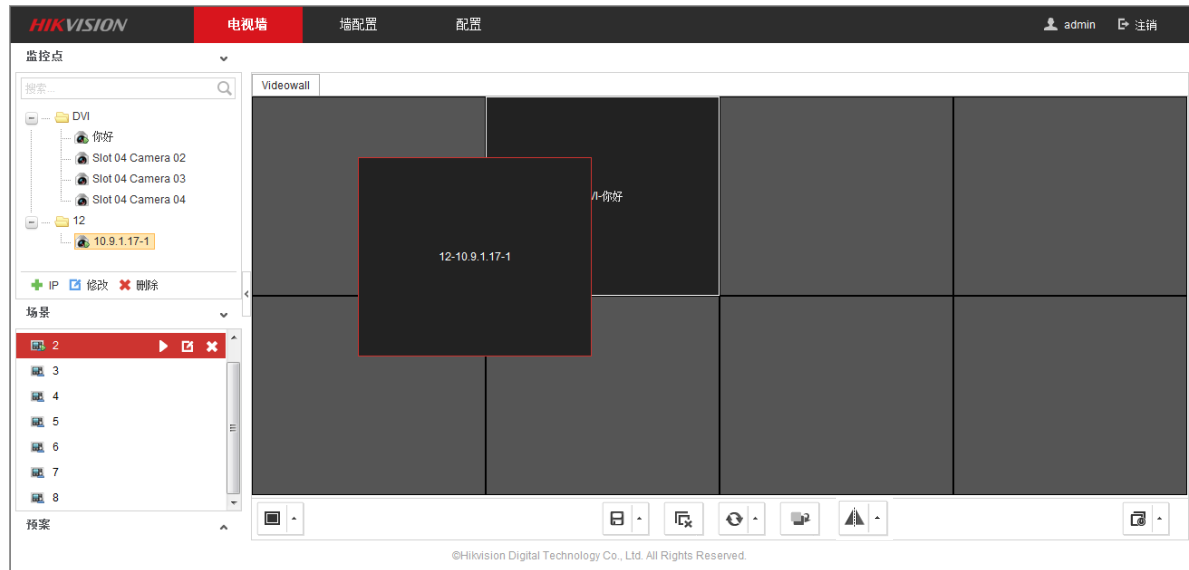 HIKVISION 电视墙 墙配置 配置 admin 注销
监控点
搜索...
Videowall
DVI
你好
Slot 04 Camera 02
Slot 04 Camera 03
Slot 04 Camera 04
12
10.9.1.17-1
VI-你好
12-10.9.1.17-1
IP 修改 删除
场景
2
3
4
5
6
7
8
预案
©Hikvision Digital Technology Co., Ltd. All Rights Reserved.